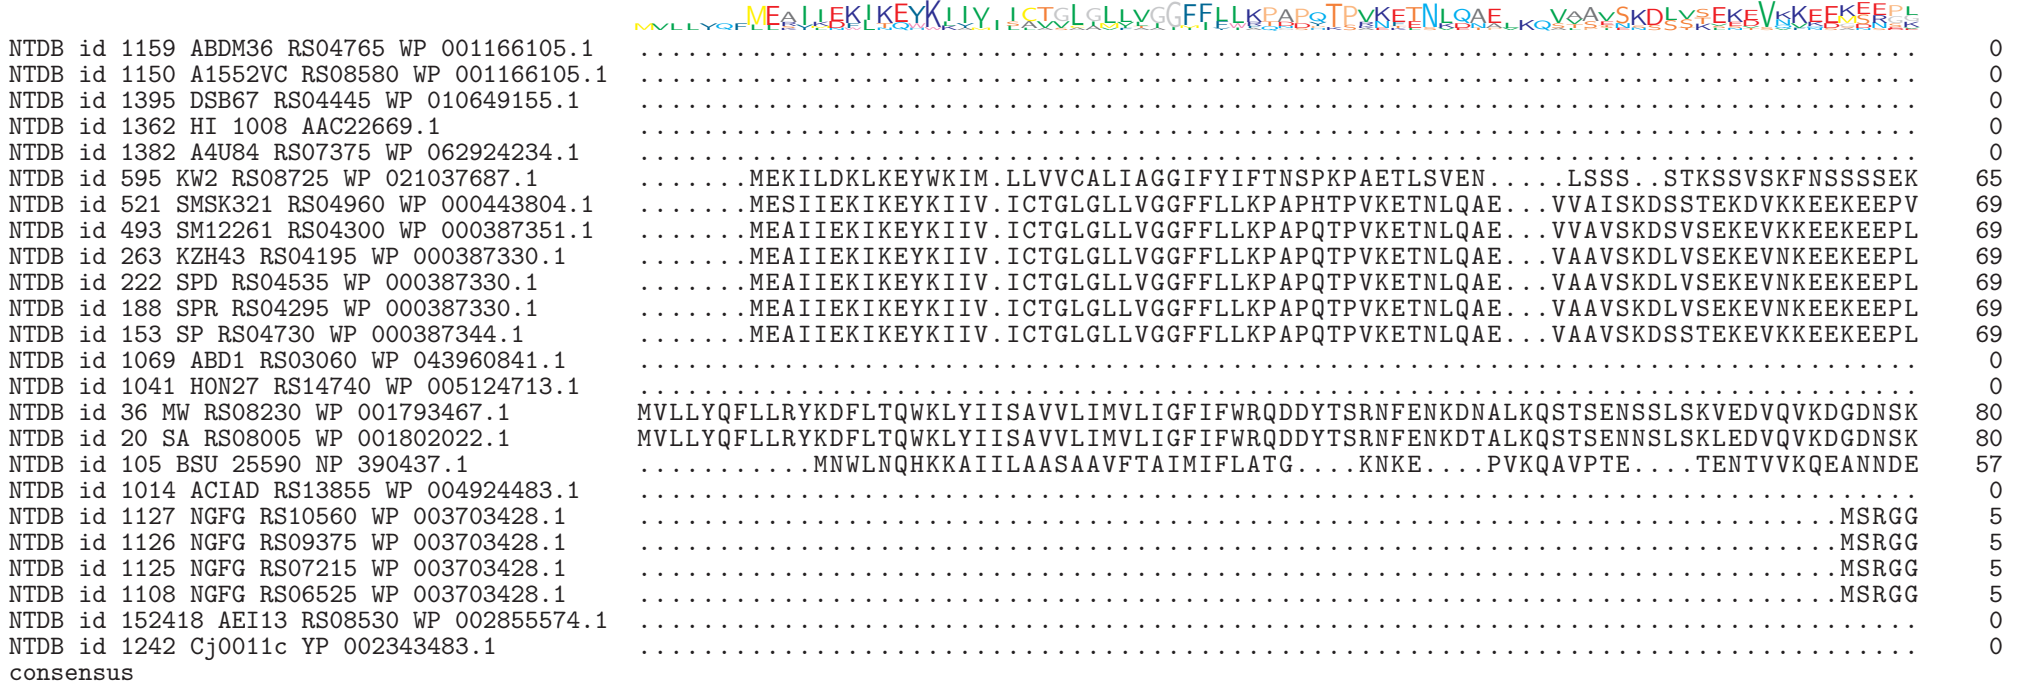 NTDB id 1159 ABDM36 RS04765 WP 001166105.1 ................................................................................ 0
NTDB id 1150 A1552VC RS08580 WP 001166105.1 ................................................................................ 0
NTDB id 1395 DSB67 RS04445 WP 010649155.1 ................................................................................ 0
NTDB id 1362 HI 1008 AAC22669.1 ................................................................................ 0
NTDB id 1382 A4U84 RS07375 WP 062924234.1 ................................................................................ 0
NTDB id 595 KW2 RS08725 WP 021037687.1 .......MEKILDKLKEYWKIM.LLVVCALIAGGIFYIFTNSPKPAETLSVEN.....LSSS..STKSSVSKFNSSSSEK 65
NTDB id 521 SMSK321 RS04960 WP 000443804.1 .......MESIIEKIKEYKIIV.ICTGLGLLVGGFFLLKPAPHTPVKETNLQAE...VVAISKDSSTEKDVKKEEKEEPV 69
NTDB id 493 SM12261 RS04300 WP 000387351.1 .......MEAIIEKIKEYKIIV.ICTGLGLLVGGFFLLKPAPQTPVKETNLQAE...VVAVSKDSVSEKEVKKEEKEEPL 69
NTDB id 263 KZH43 RS04195 WP 000387330.1 .......MEAIIEKIKEYKIIV.ICTGLGLLVGGFFLLKPAPQTPVKETNLQAE...VAAVSKDLVSEKEVNKEEKEEPL 69
NTDB id 222 SPD RS04535 WP 000387330.1 .......MEAIIEKIKEYKIIV.ICTGLGLLVGGFFLLKPAPQTPVKETNLQAE...VAAVSKDLVSEKEVNKEEKEEPL 69
NTDB id 188 SPR RS04295 WP 000387330.1 .......MEAIIEKIKEYKIIV.ICTGLGLLVGGFFLLKPAPQTPVKETNLQAE...VAAVSKDLVSEKEVNKEEKEEPL 69
NTDB id 153 SP RS04730 WP 000387344.1 .......MEAIIEKIKEYKIIV.ICTGLGLLVGGFFLLKPAPQTPVKETNLQAE...VAAVSKDSSTEKEVKKEEKEEPL 69
NTDB id 1069 ABD1 RS03060 WP 043960841.1 ................................................................................ 0
NTDB id 1041 HON27 RS14740 WP 005124713.1 ................................................................................ 0
NTDB id 36 MW RS08230 WP 001793467.1 MVLLYQFLLRYKDFLTQWKLYIISAVVLIMVLIGFIFWRQDDYTSRNFENKDNALKQSTSENSSLSKVEDVQVKDGDNSK 80
NTDB id 20 SA RS08005 WP 001802022.1 MVLLYQFLLRYKDFLTQWKLYIISAVVLIMVLIGFIFWRQDDYTSRNFENKDTALKQSTSENNSLSKLEDVQVKDGDNSK 80
NTDB id 105 BSU 25590 NP 390437.1 ...........MNWLNQHKKAIILAASAAVFTAIMIFLATG....KNKE....PVKQAVPTE....TENTVVKQEANNDE 57
NTDB id 1014 ACIAD RS13855 WP 004924483.1 ................................................................................ 0
NTDB id 1127 NGFG RS10560 WP 003703428.1 ...........................................................................MSRGG 5
NTDB id 1126 NGFG RS09375 WP 003703428.1 ...........................................................................MSRGG 5
NTDB id 1125 NGFG RS07215 WP 003703428.1 ...........................................................................MSRGG 5
NTDB id 1108 NGFG RS06525 WP 003703428.1 ...........................................................................MSRGG 5
NTDB id 152418 AEI13 RS08530 WP 002855574.1 ................................................................................ 0
NTDB id 1242 Cj0011c YP 002343483.1 ................................................................................ 0
consensus